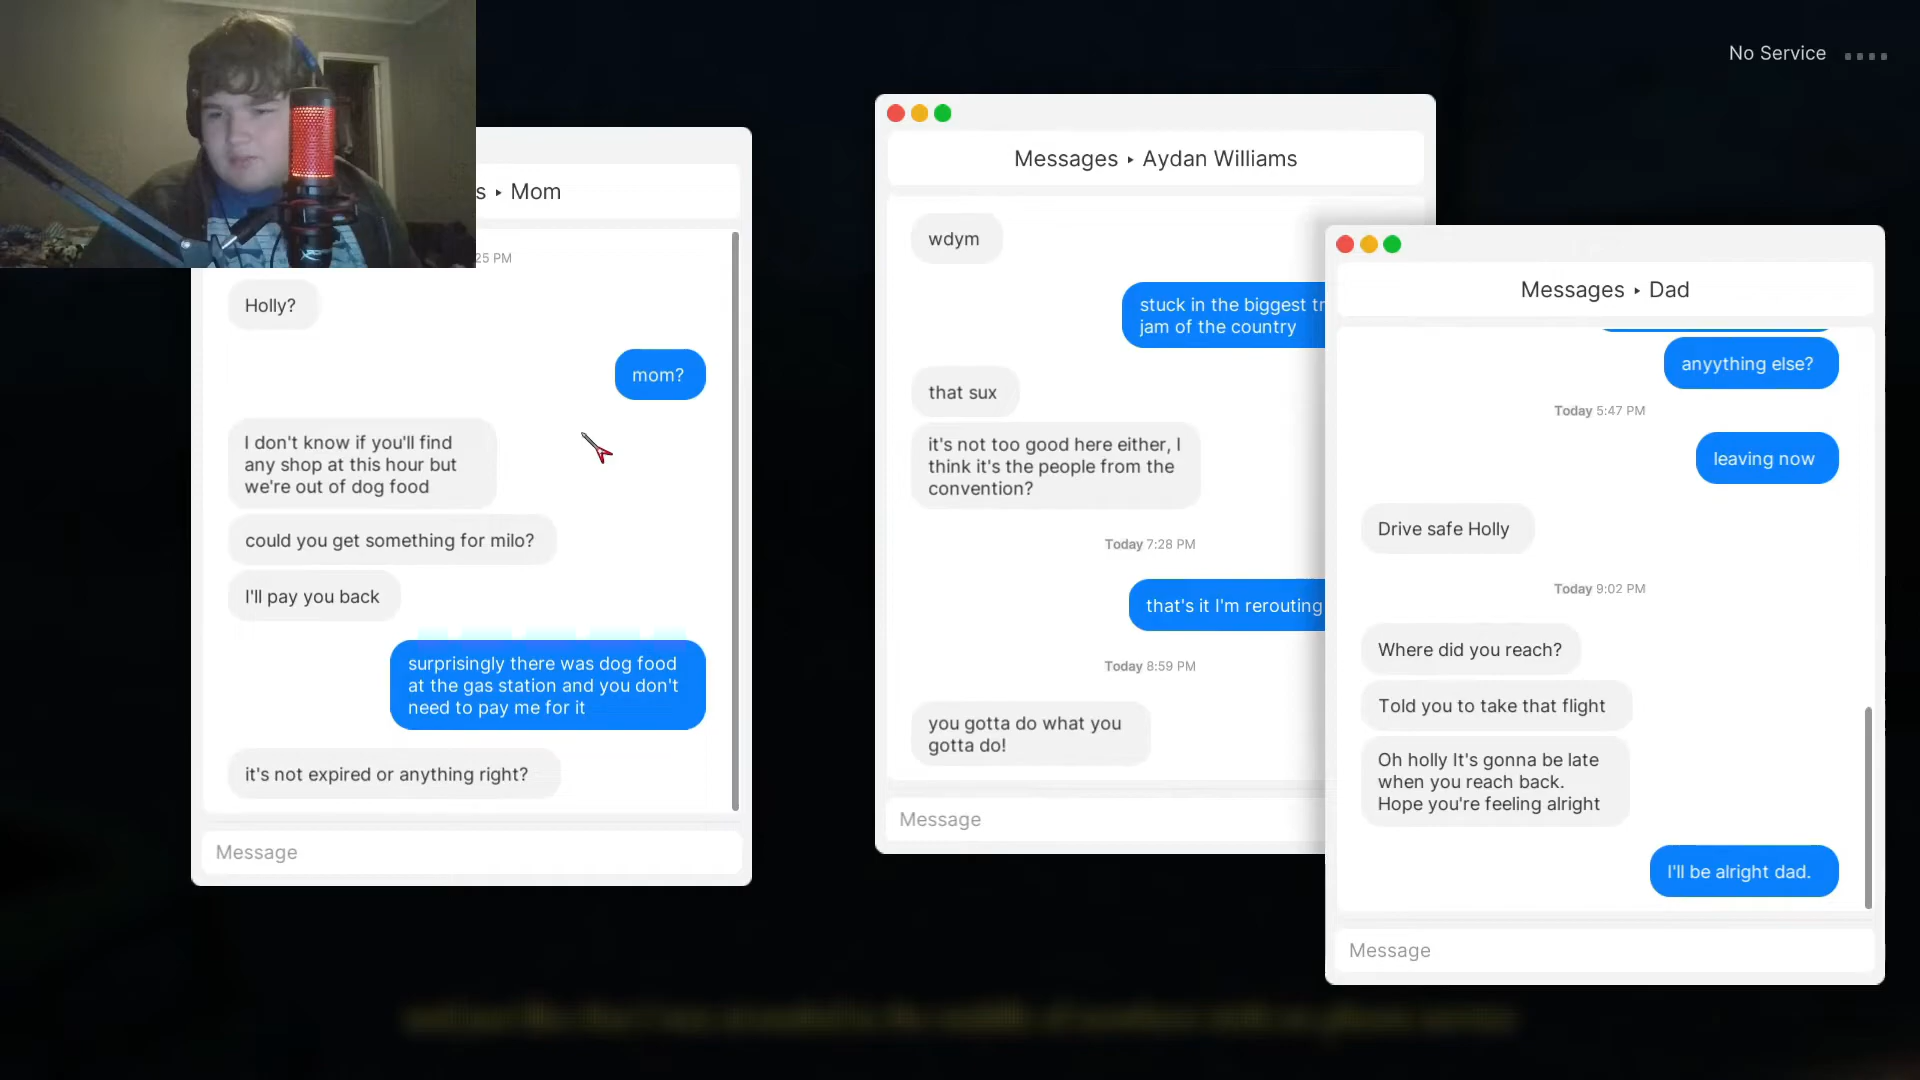 No Service
s ▸ Mom
25 PM
Holly?
mom?
I don't know if you'll find
any shop at this hour but
we're out of dog food
could you get something for milo?
I'll pay you back
surprisingly there was dog food
at the gas station and you don't
need to pay me for it
it's not expired or anything right?
Message
Messages ▸ Aydan Williams
wdym
stuck in the biggest tr
jam of the country
that sux
it's not too good here either, I
think it's the people from the
convention?
Today 7:28 PM
that's it I'm rerouting
Today 8:59 PM
you gotta do what you
gotta do!
Message
Messages ▸ Dad
anyything else?
Today 5:47 PM
leaving now
Drive safe Holly
Today 9:02 PM
Where did you reach?
Told you to take that flight
Oh holly It's gonna be late
when you reach back.
Hope you're feeling alright
I'll be alright dad.
Message